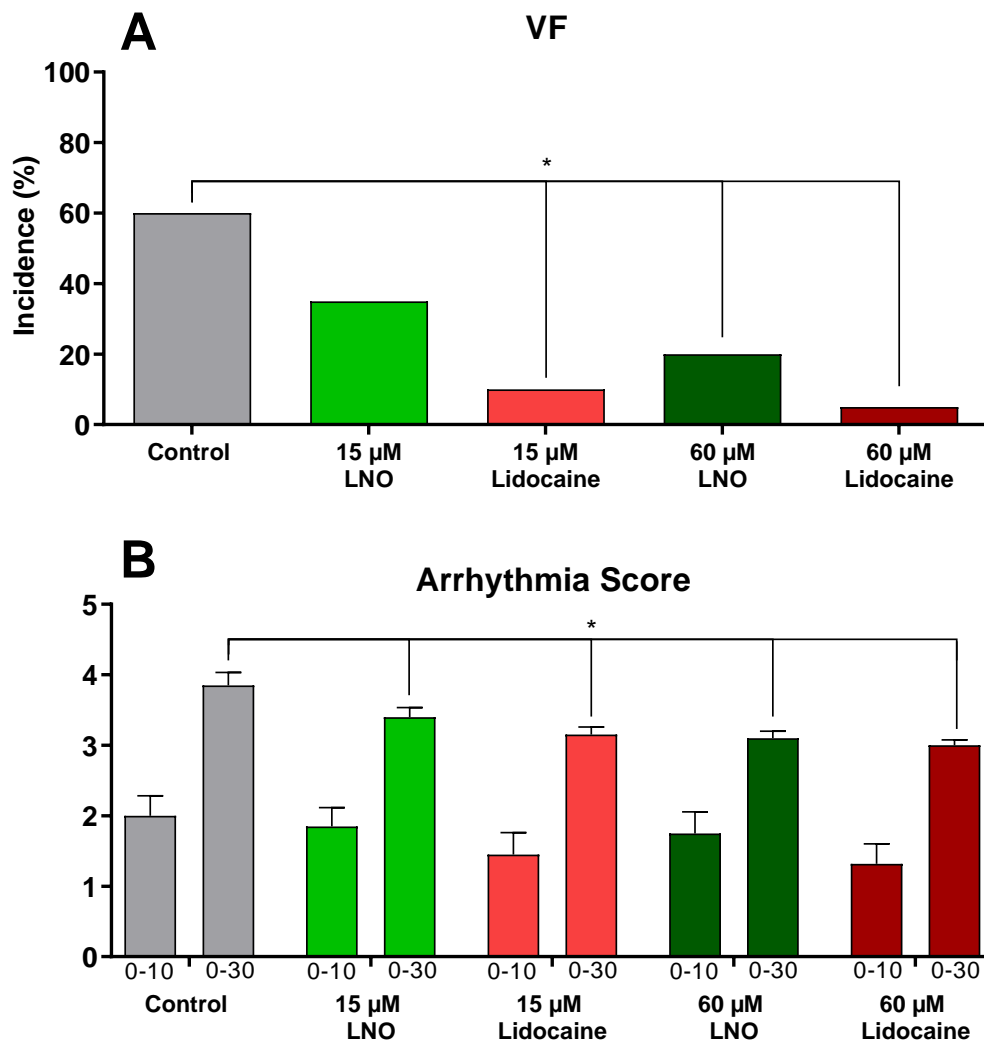 A
VF
Incidence (%)
100
80
60
40
20
0
*
Control
15 µM
LNO
15 µM
Lidocaine
60 µM
LNO
60 µM
Lidocaine
B
Arrhythmia Score
5
4
3
2
1
0
*
0-10 0-30 0-10 0-30 0-10 0-30 0-10 0-30 0-10 0-30
Control
15 µM
LNO
15 µM
Lidocaine
60 µM
LNO
60 µM
Lidocaine